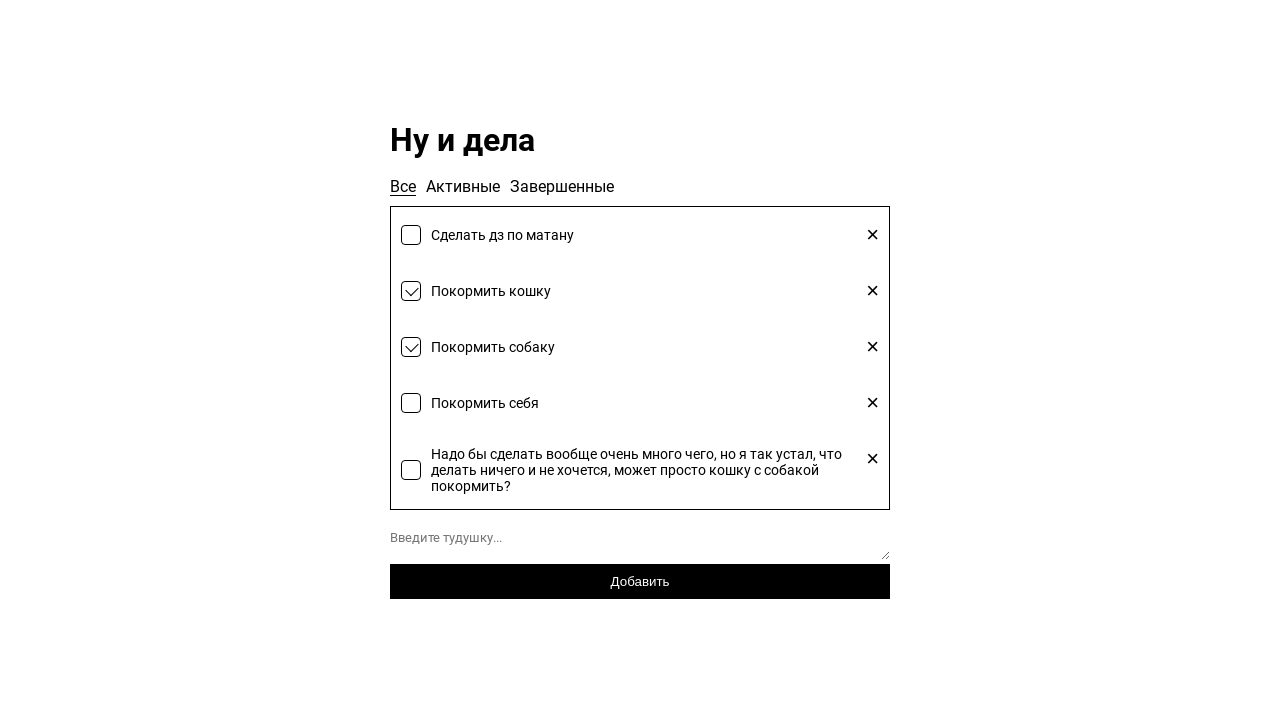 Ну и дела
Все Активные Завершенные
Сделать дз по матану ×
Покормить кошку ×
Покормить собаку ×
Покормить себя ×
Надо бы сделать вообще очень много чего, но я так устал, что ×
делать ничего и не хочется, может просто кошку с собакой
покормить?
Введите тудушку...
Добавить